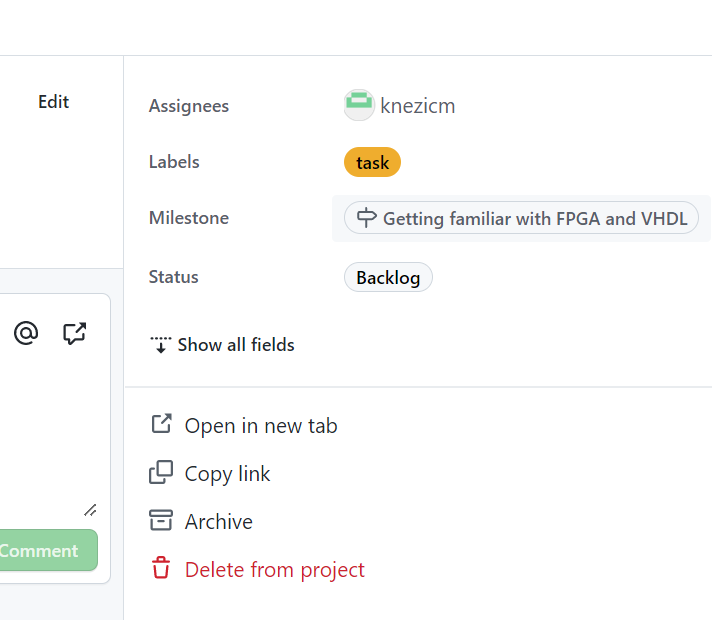 Edit
Assignees
knezicm
Labels
task
Milestone
Getting familiar with FPGA and VHDL
Status
Backlog
Show all fields
Open in new tab
Copy link
Archive
Comment
Delete from project